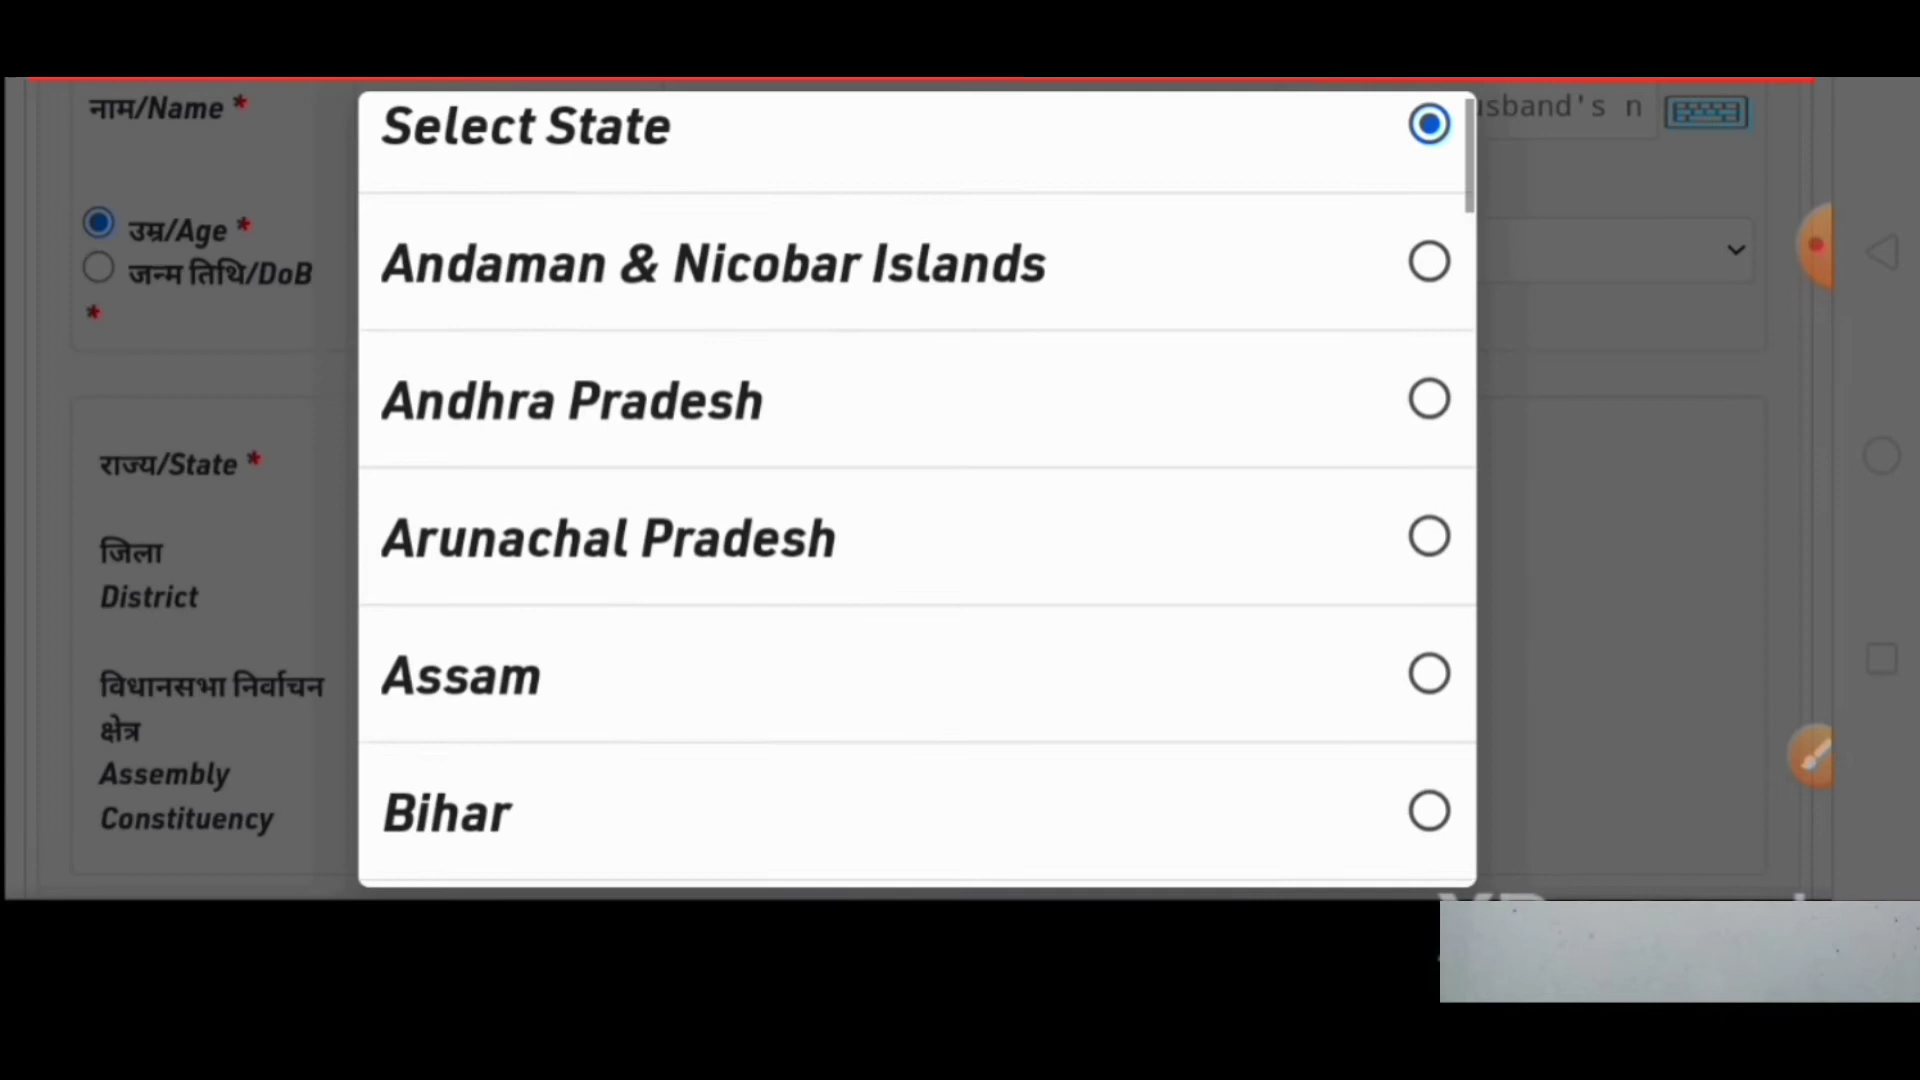 नाम/Name *
usband's n
उम्र/Age *
जन्म तिथि/DoB
*
राज्य/State *
जिला
District
विधानसभा निर्वाचन
क्षेत्र
Assembly
Constituency
Select State
Andaman & Nicobar Islands
Andhra Pradesh
Arunachal Pradesh
Assam
Bihar